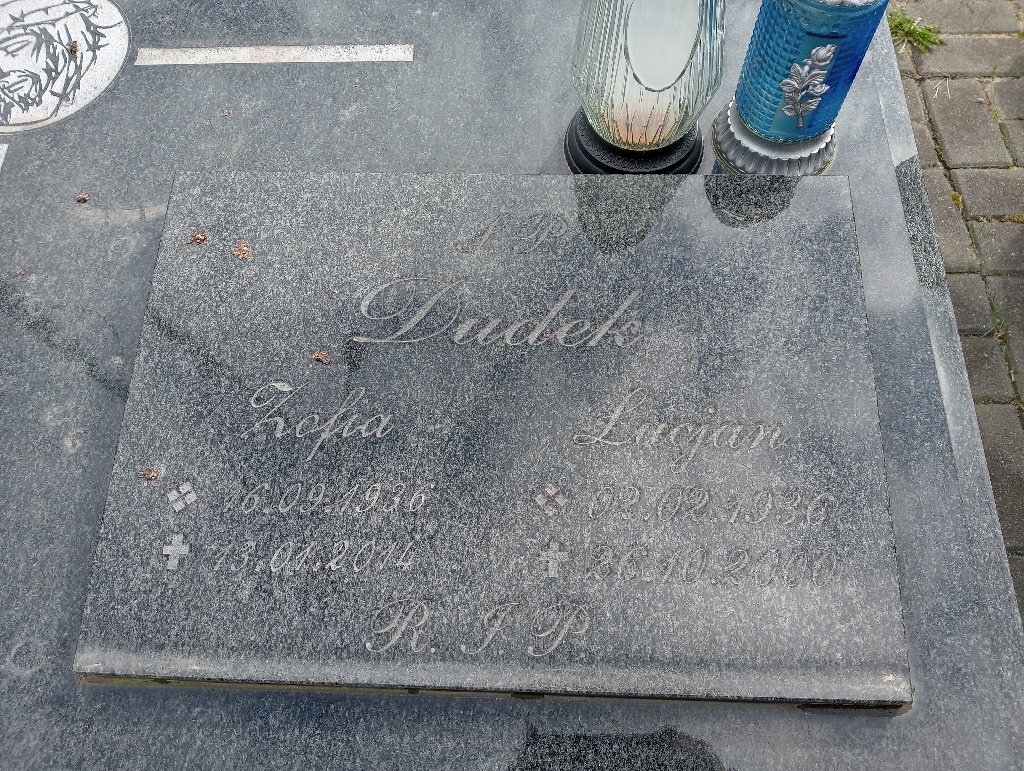 Ś. P.
Dudek
Zofia
16.09.1936
13.01.2014
Lucjan
02.02.1936
26.10.2000
R. I. P.